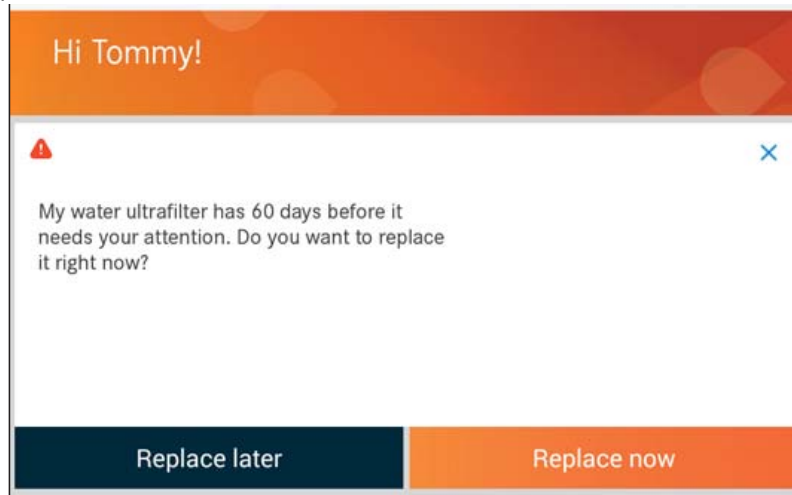 Hi Tommy!
My water ultrafilter has 60 days before it
needs your attention. Do you want to replace
it right now?
Replace later
Replace now